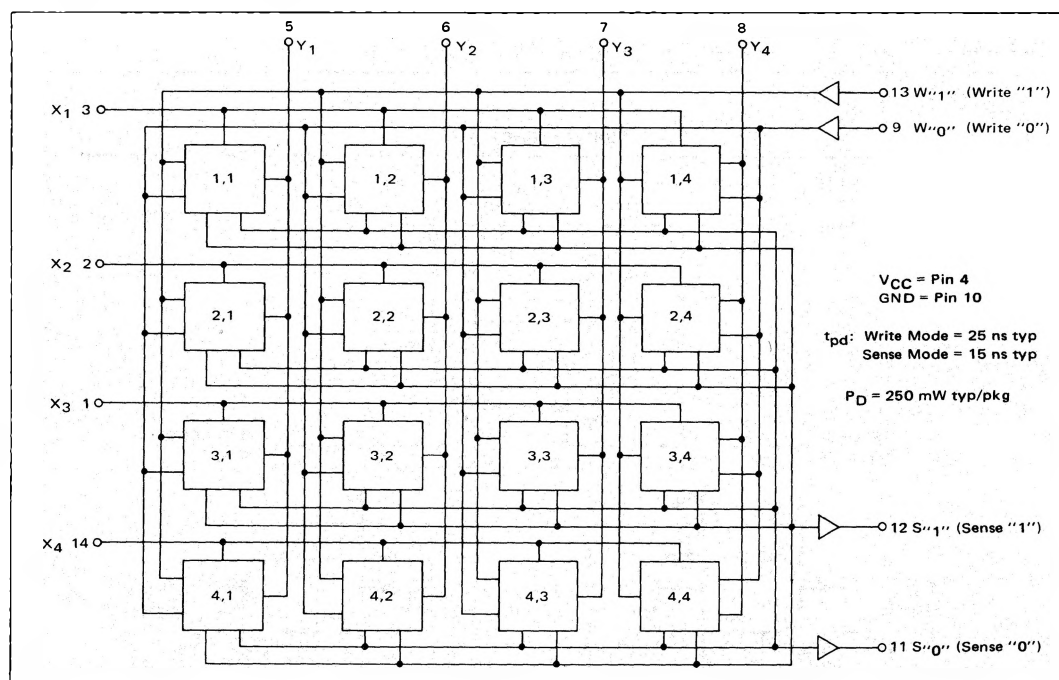 5 6 7 8
Y1 Y2 Y3 Y4
13 W"1" (Write "1")
X1 3
9 W"0" (Write "0")
1,1 1,2 1,3 1,4
X2 2
VCC = Pin 4
GND = Pin 10
2,1 2,2 2,3 2,4
tpd: Write Mode = 25 ns typ
Sense Mode = 15 ns typ
PD = 250 mW typ/pkg
X3 1
3,1 3,2 3,3 3,4
12 S"1" (Sense "1")
X4 14
4,1 4,2 4,3 4,4
11 S"0" (Sense "0")